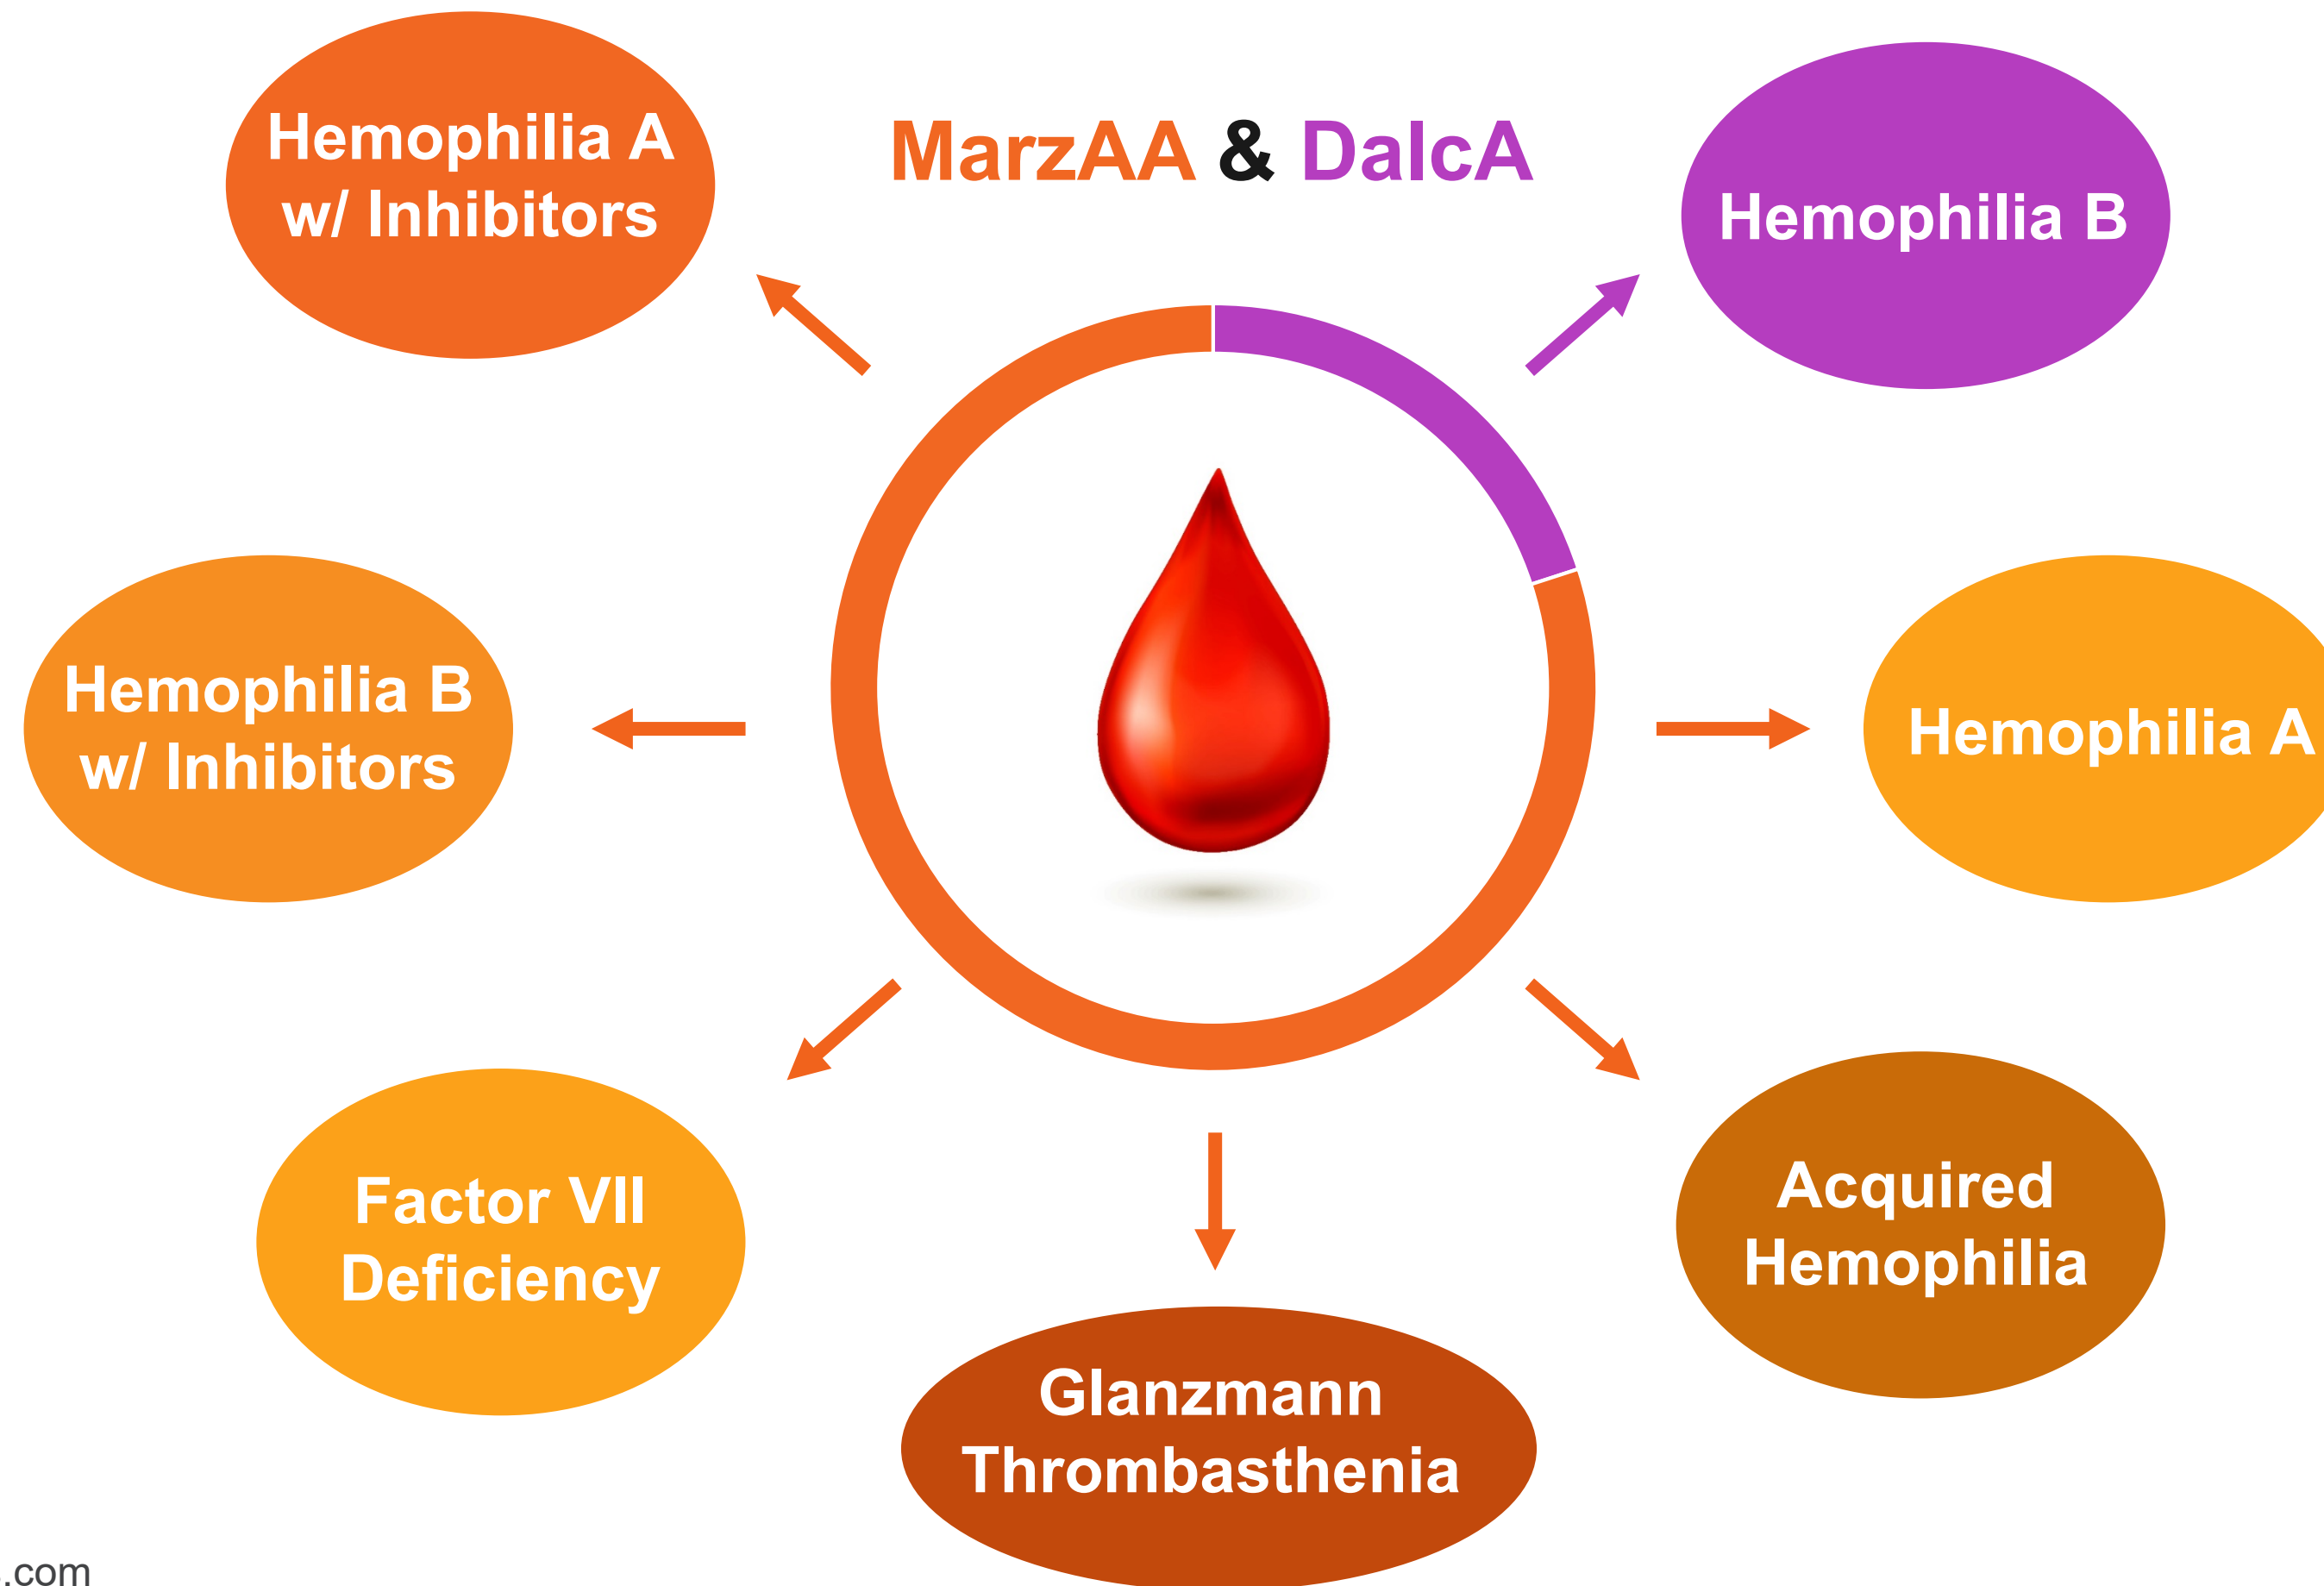 MarzAA & DalcA
Hemophilia A
w/ Inhibitors
Hemophilia B
Hemophilia B
w/ Inhibitors
Hemophilia A
Factor VII
Deficiency
Acquired
Hemophilia
Glanzmann
Thrombasthenia
.com